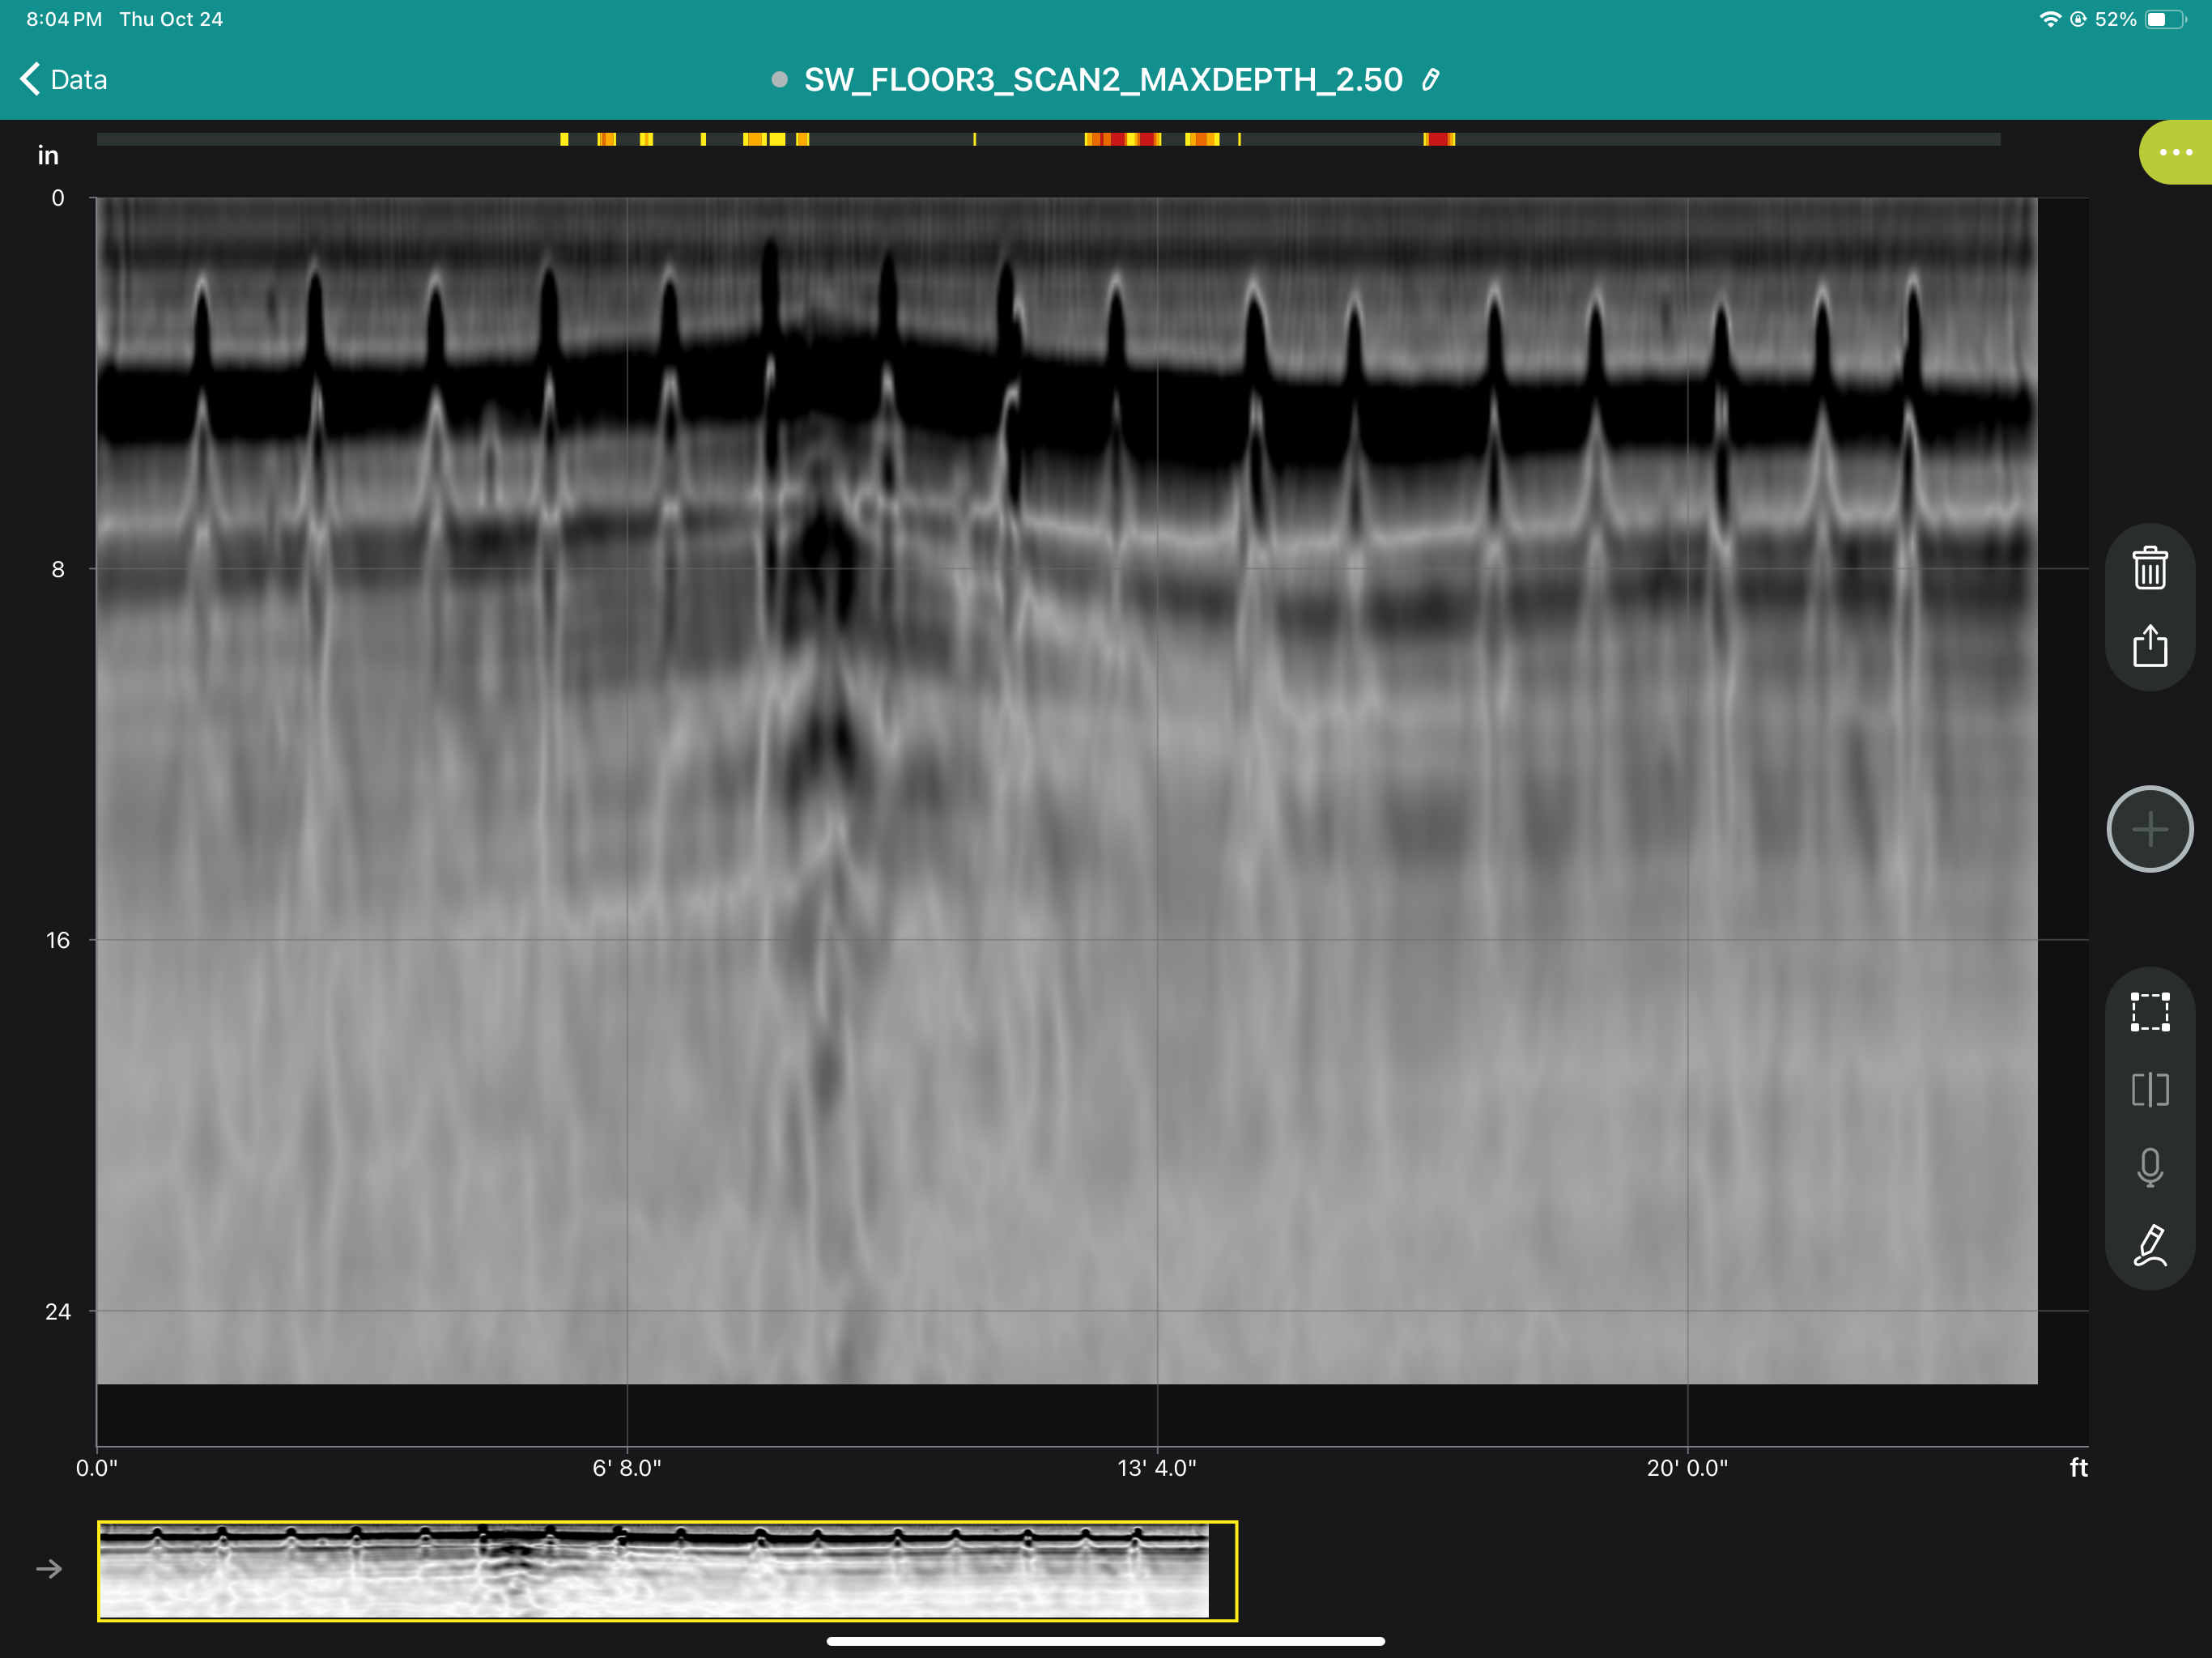 8:04 PM Thu Oct 24
52%
Data
SW_FLOOR3_SCAN2_MAXDEPTH_2.50
in
0
8
16
24
0.0" 6' 8.0" 13' 4.0" 20' 0.0" ft